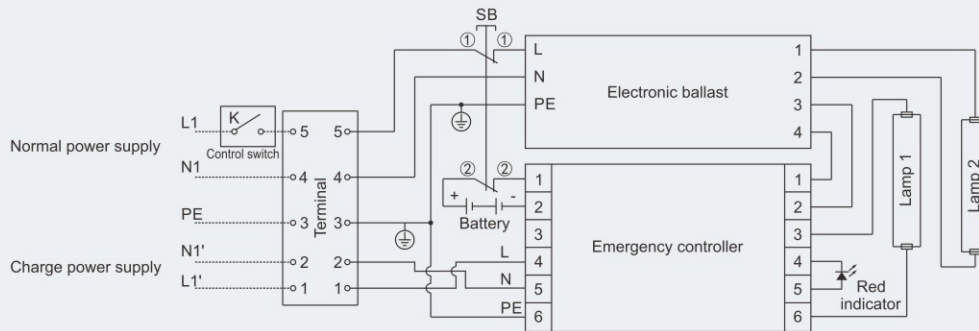 SB
① ①
L 1
N Electronic ballast 2
PE 3
4
Normal power supply L1 K 5 5
Control switch
N1 4 4
PE 3 Terminal 3
Charge power supply N1' 2 2
L1' 1 1
② ②
+ -
Battery
1 1
2 2
3 Emergency controller 3
L 4 4
N 5 5
PE 6 6
Red
indicator
Lamp 1
Lamp 2